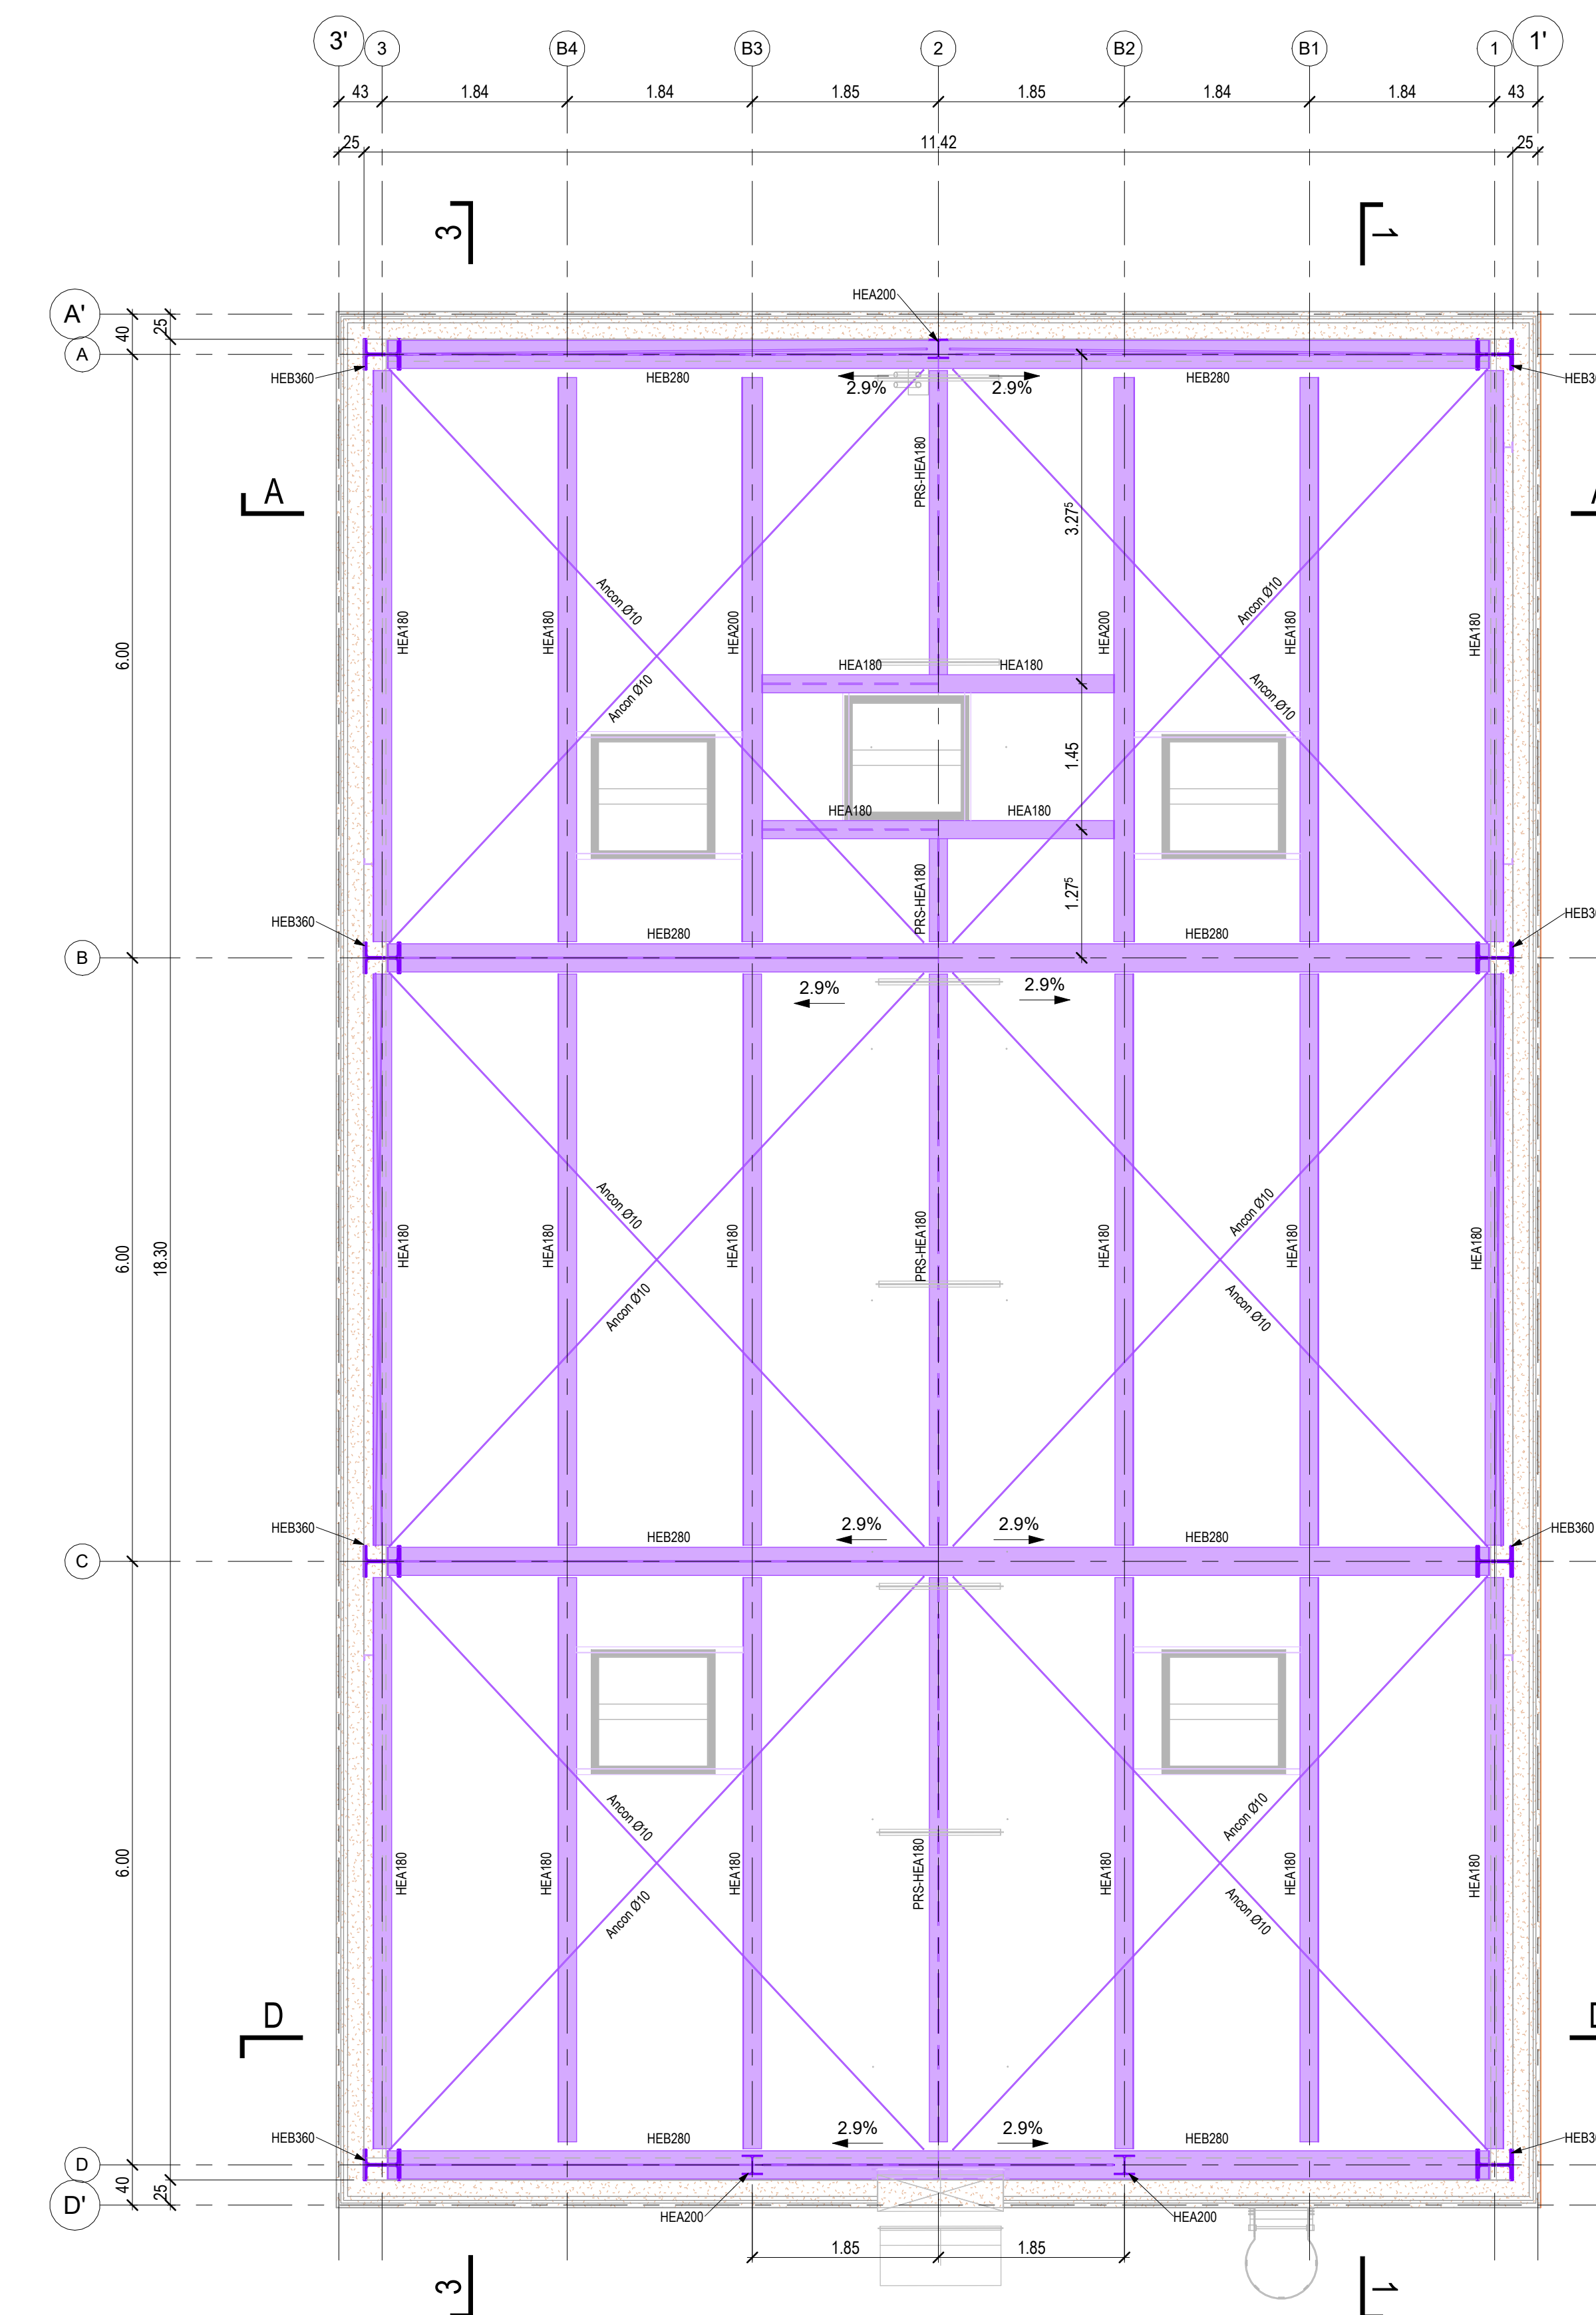 3' 3 B4 B3 2 B2 B1 1 1'
43 1.84 1.84 1.85 1.85 1.84 1.84 43
25 11.42 25
3 1
HEA200
A' 40 25
A
HEB360 HEB280 HEB280 HEB3
2.9% 2.9%
PRS-HEA180
A
3.27⁵
Ancon Ø10 Ancon Ø10
6.00 HEA180 HEA180 HEA200 HEA200 HEA180 HEA180
HEA180 HEA180
Ancon Ø10 Ancon Ø10
1.45
HEA180 HEA180
PRS-HEA180 1.27⁵
HEB360 HEB280 HEB280 HEB3
B
2.9% 2.9%
Ancon Ø10 Ancon Ø10
6.00 18.30 HEA180 HEA180 HEA180 PRS-HEA180 HEA180 HEA180 HEA180
Ancon Ø10 Ancon Ø10
HEB360 HEB280 2.9% 2.9% HEB280 HEB360
C
Ancon Ø10 Ancon Ø10
6.00 HEA180 HEA180 HEA180 PRS-HEA180 HEA180 HEA180 HEA180
Ancon Ø10 Ancon Ø10
D
2.9% 2.9%
HEB360 HEB280 HEB280 HEB3
D
40 25
D'
HEA200 HEA200
1.85 1.85
3 1